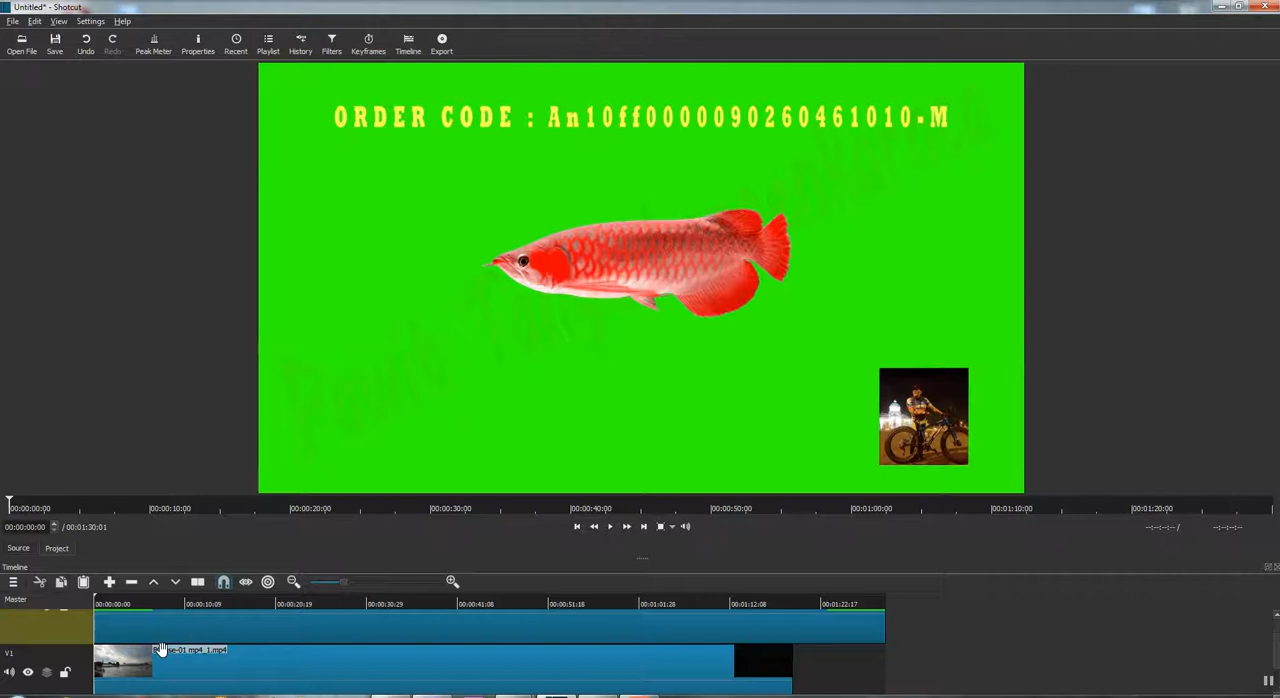 Untitled* - Shotcut
File Edit View Settings Help
Open File Save Undo Redo Peak Meter Properties Recent Playlist History Filters Keyframes Timeline Export
ORDER CODE : An10ff0000090260461010-M
00:00:00:00 00:00:10:00 00:00:20:00 00:00:30:00 00:00:40:00 00:00:50:00 00:01:00:00 00:01:10:00 00:01:20:00
00:00:00:00 / 00:01:30:01 --:--:--:-- / --:--:--:--
Source Project
Timeline
Master 00:00:00:00 00:00:10:09 00:00:20:19 00:00:30:29 00:00:41:08 00:00:51:18 00:01:01:28 00:01:12:08 00:01:22:17
V1 mp4_1.mp4